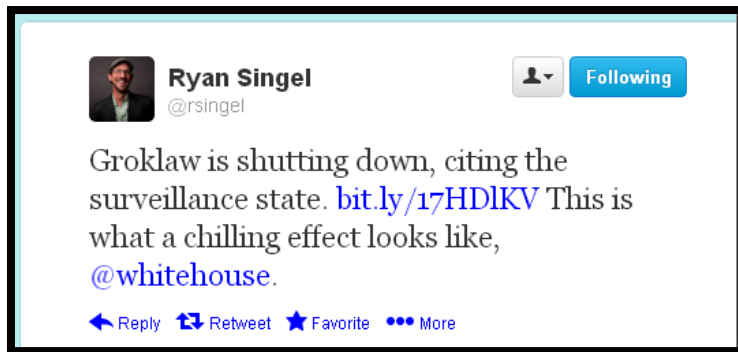 Ryan Singel
Following
@rsingel
Groklaw is shutting down, citing the
surveillance state. bit.ly/17HDlKV This is
what a chilling effect looks like,
@whitehouse.
Reply Retweet Favorite More